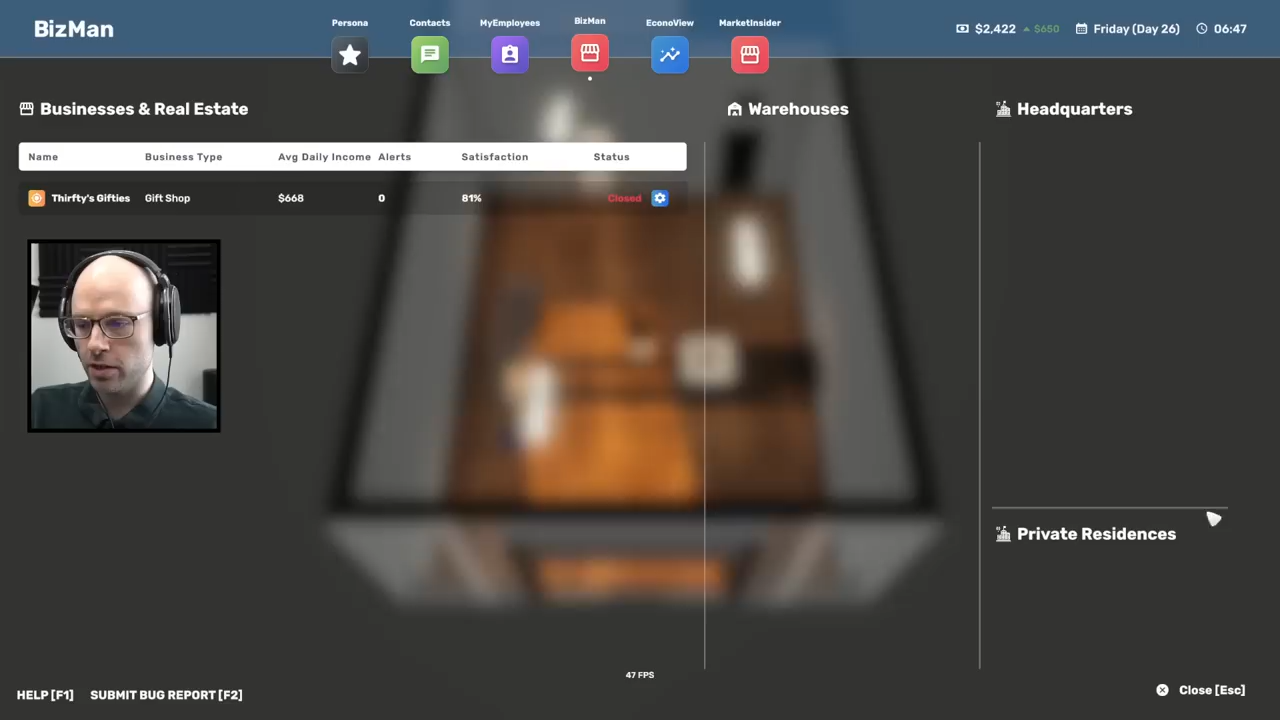 BizMan
Persona
Contacts
MyEmployees
BizMan
EconoView
MarketInsider
$2,422 $650
Friday (Day 26)
06:47
Businesses & Real Estate
Warehouses
Headquarters
Name Business Type Avg Daily Income Alerts Satisfaction Status
Thirfty's Gifties Gift Shop $668 0 81% Closed
Private Residences
47 FPS
HELP [F1] SUBMIT BUG REPORT [F2]
Close [Esc]